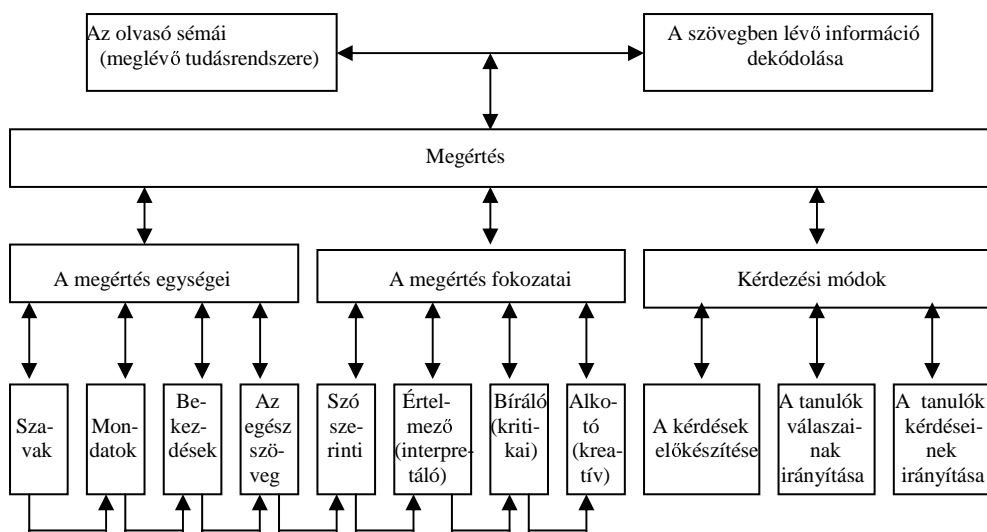 Az olvasó sémái
(meglévő tudásrendszere)
A szövegben lévő információ
dekódolása
Megértés
A megértés egységei
A megértés fokozatai
Kérdezési módok
Sza-
vak
Mon-
datok
Be-
kez-
dések
Az
egész
szö-
veg
Szó
sze-
rinti
Értel-
mező
(interpre-
táló)
Bíráló
(kriti-
kai)
Alko-
tó
(krea-
tív)
A kérdések
előkészítése
A tanulók
válaszai-
nak
irányítása
A tanulók
kérdései-
nek
irányítása